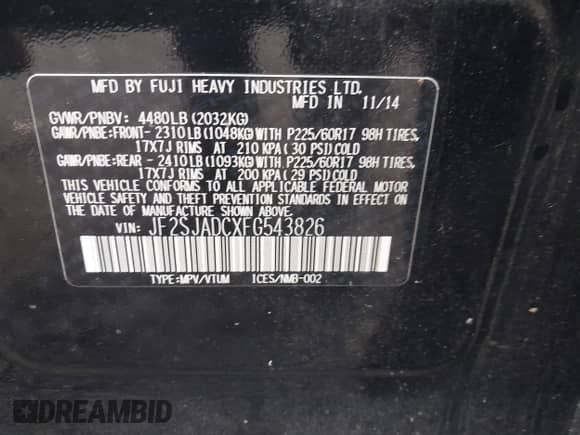 MFD BY FUJI HEAVY INDUSTRIES LTD.
MFD IN 11/14
GVWR/PNBV: 4480LB (2032KG)
GAWR/PNBE:FRONT- 2310LB(1048KG)WITH P225/60R17 98H TIRES,
17X7J RIMS AT 210 KPA( 30 PSI)COLD
GAWR/PNBE:REAR - 2410LB(1093KG)WITH P225/60R17 98H TIRES,
17X7J RIMS AT 200 KPA( 29 PSI)COLD
THIS VEHICLE CONFORMS TO ALL APPLICABLE FEDERAL MOTOR
VEHICLE SAFETY AND THEFT PREVENTION STANDARDS IN EFFECT ON
THE DATE OF MANUFACTURE SHOWN ABOVE.
VIN: JF2SJADCXFG543826
TYPE:MPV/VTUM ICES/NMB-002
DREAMBID